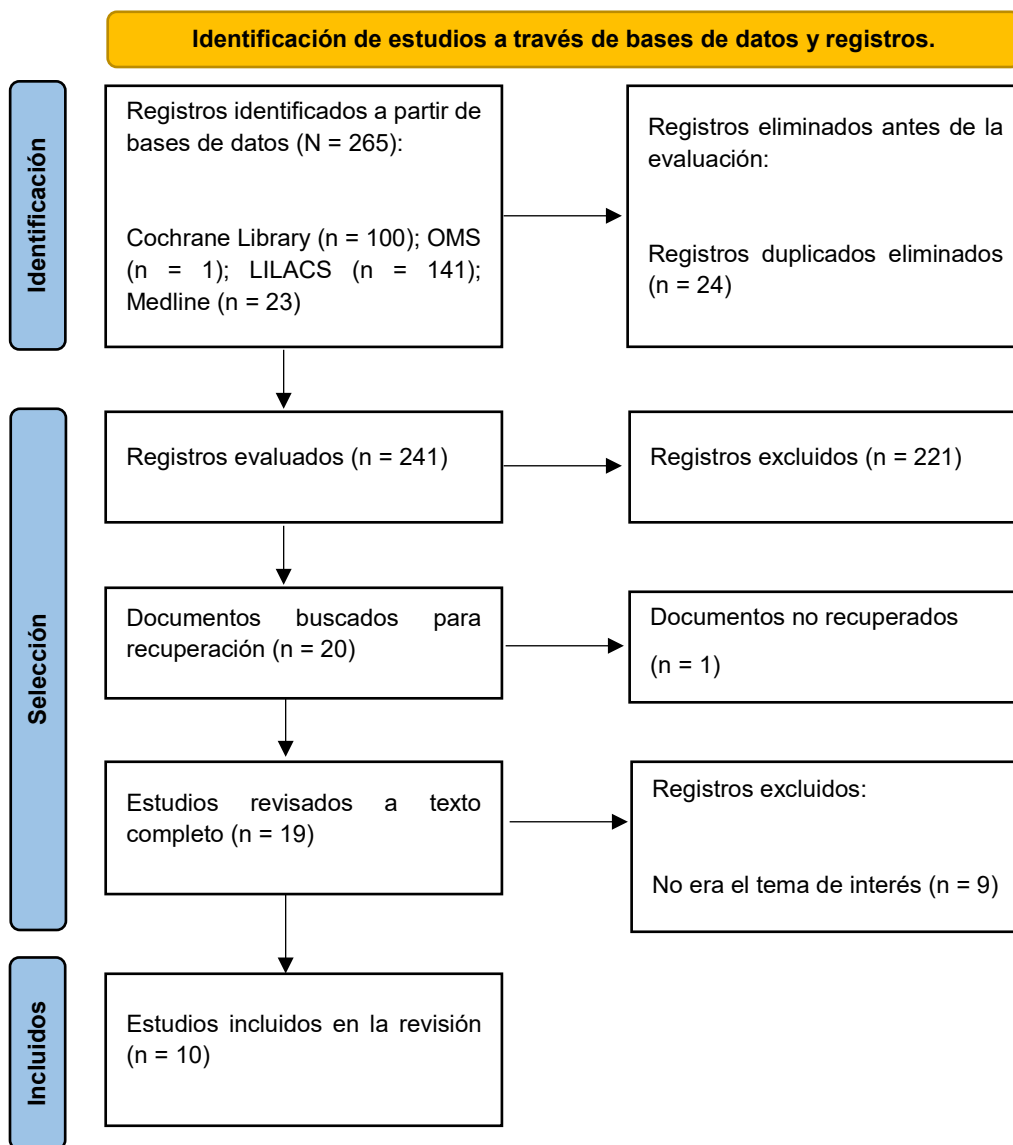 Identificación de estudios a través de bases de datos y registros.
Identificación
Registros identificados a partir de
bases de datos (N = 265):
Cochrane Library (n = 100); OMS
(n = 1); LILACS (n = 141);
Medline (n = 23)
Registros eliminados antes de la
evaluación:
Registros duplicados eliminados
(n = 24)
Selección
Registros evaluados (n = 241)
Registros excluidos (n = 221)
Documentos buscados para
recuperación (n = 20)
Documentos no recuperados
(n = 1)
Estudios revisados a texto
completo (n = 19)
Registros excluidos:
No era el tema de interés (n = 9)
Incluidos
Estudios incluidos en la revisión
(n = 10)